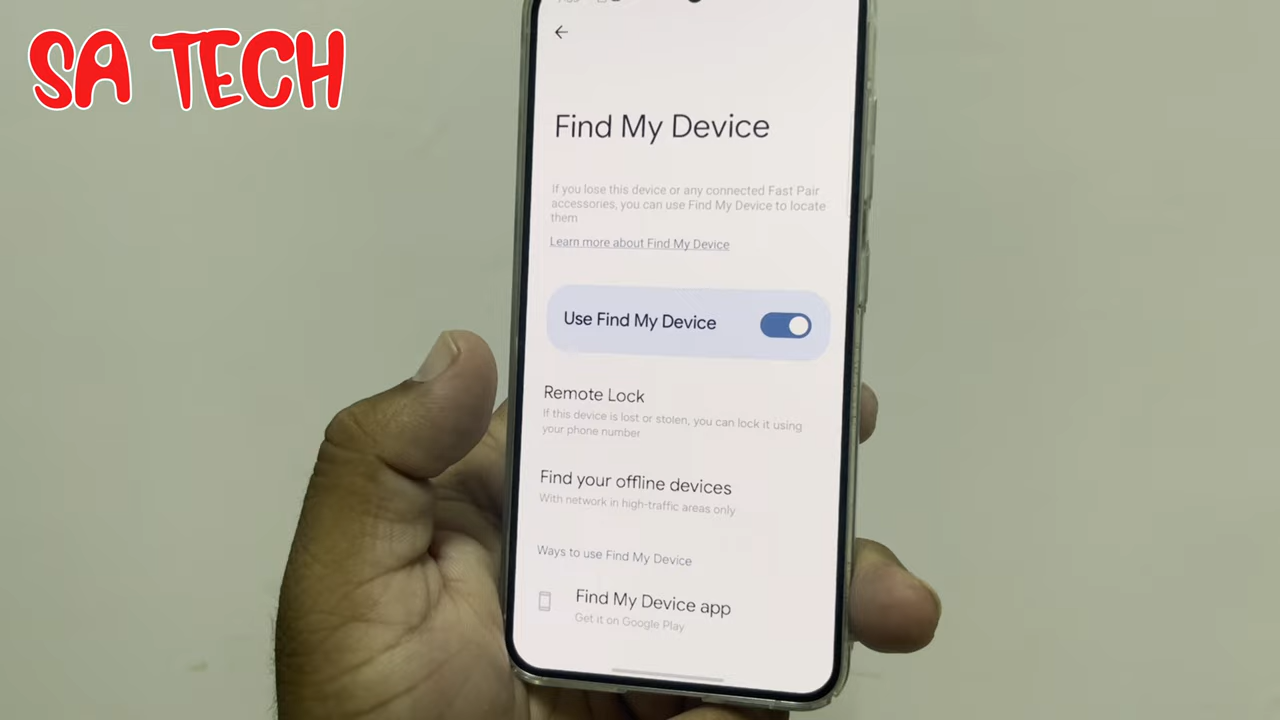 SA TECH
Find My Device
If you lose this device or any connected Fast Pair
accessories, you can use Find My Device to locate
them
Learn more about Find My Device
Use Find My Device
Remote Lock
If this device is lost or stolen, you can lock it using
your phone number
Find your offline devices
With network in high-traffic areas only
Ways to use Find My Device
Find My Device app
Get it on Google Play